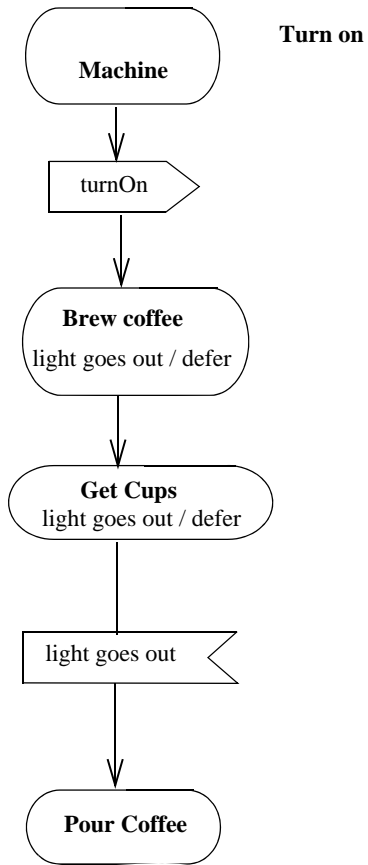 Turn on
Machine
turnOn
Brew coffee
light goes out / defer
Get Cups
light goes out / defer
light goes out
Pour Coffee